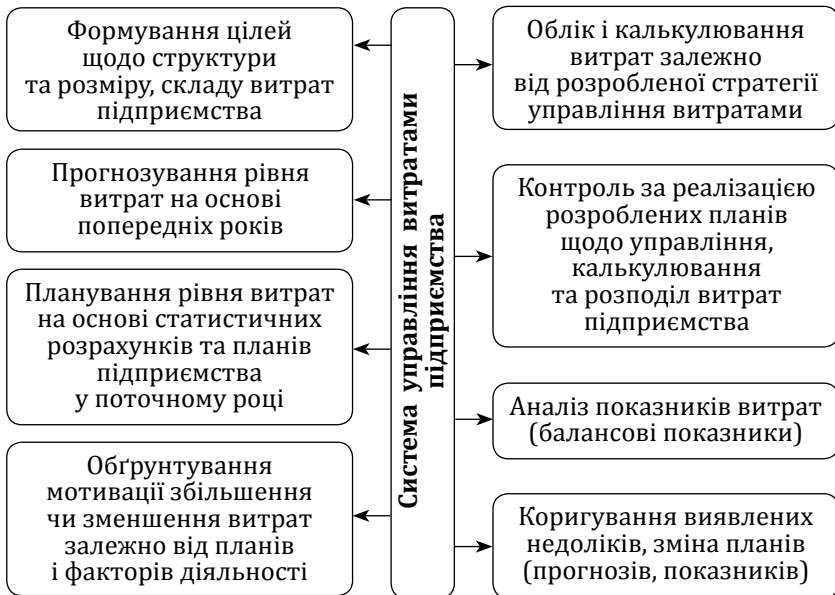 Формування цілей
щодо структури
та розміру, складу витрат
підприємства
Прогнозування рівня
витрат на основі
попередніх років
Планування рівня витрат
на основі статистичних
розрахунків та планів
підприємства
у поточному році
Обґрунтування
мотивації збільшення
чи зменшення витрат
залежно від планів
і факторів діяльності
Система управління витратами
підприємства
Облік і калькулювання
витрат залежно
від розробленої стратегії
управління витратами
Контроль за реалізацією
розроблених планів
щодо управління,
калькулювання
та розподіл витрат
підприємства
Аналіз показників витрат
(балансові показники)
Коригування виявлених
недоліків, зміна планів
(прогнозів, показників)